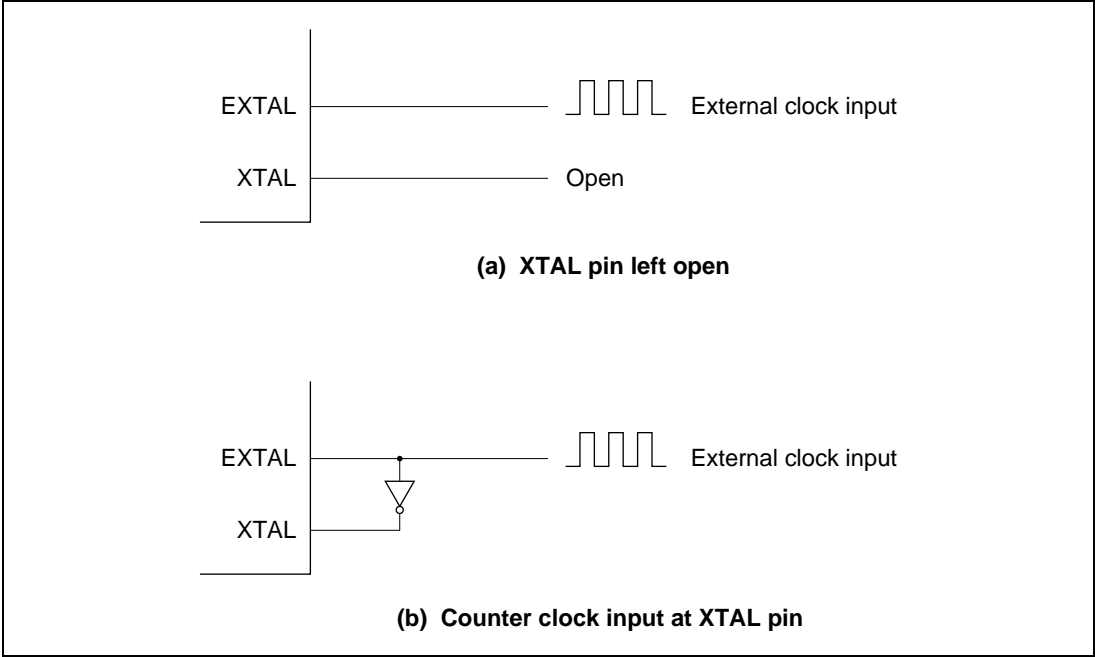 EXTAL
External clock input
XTAL
Open
(a) XTAL pin left open
EXTAL
External clock input
XTAL
(b) Counter clock input at XTAL pin